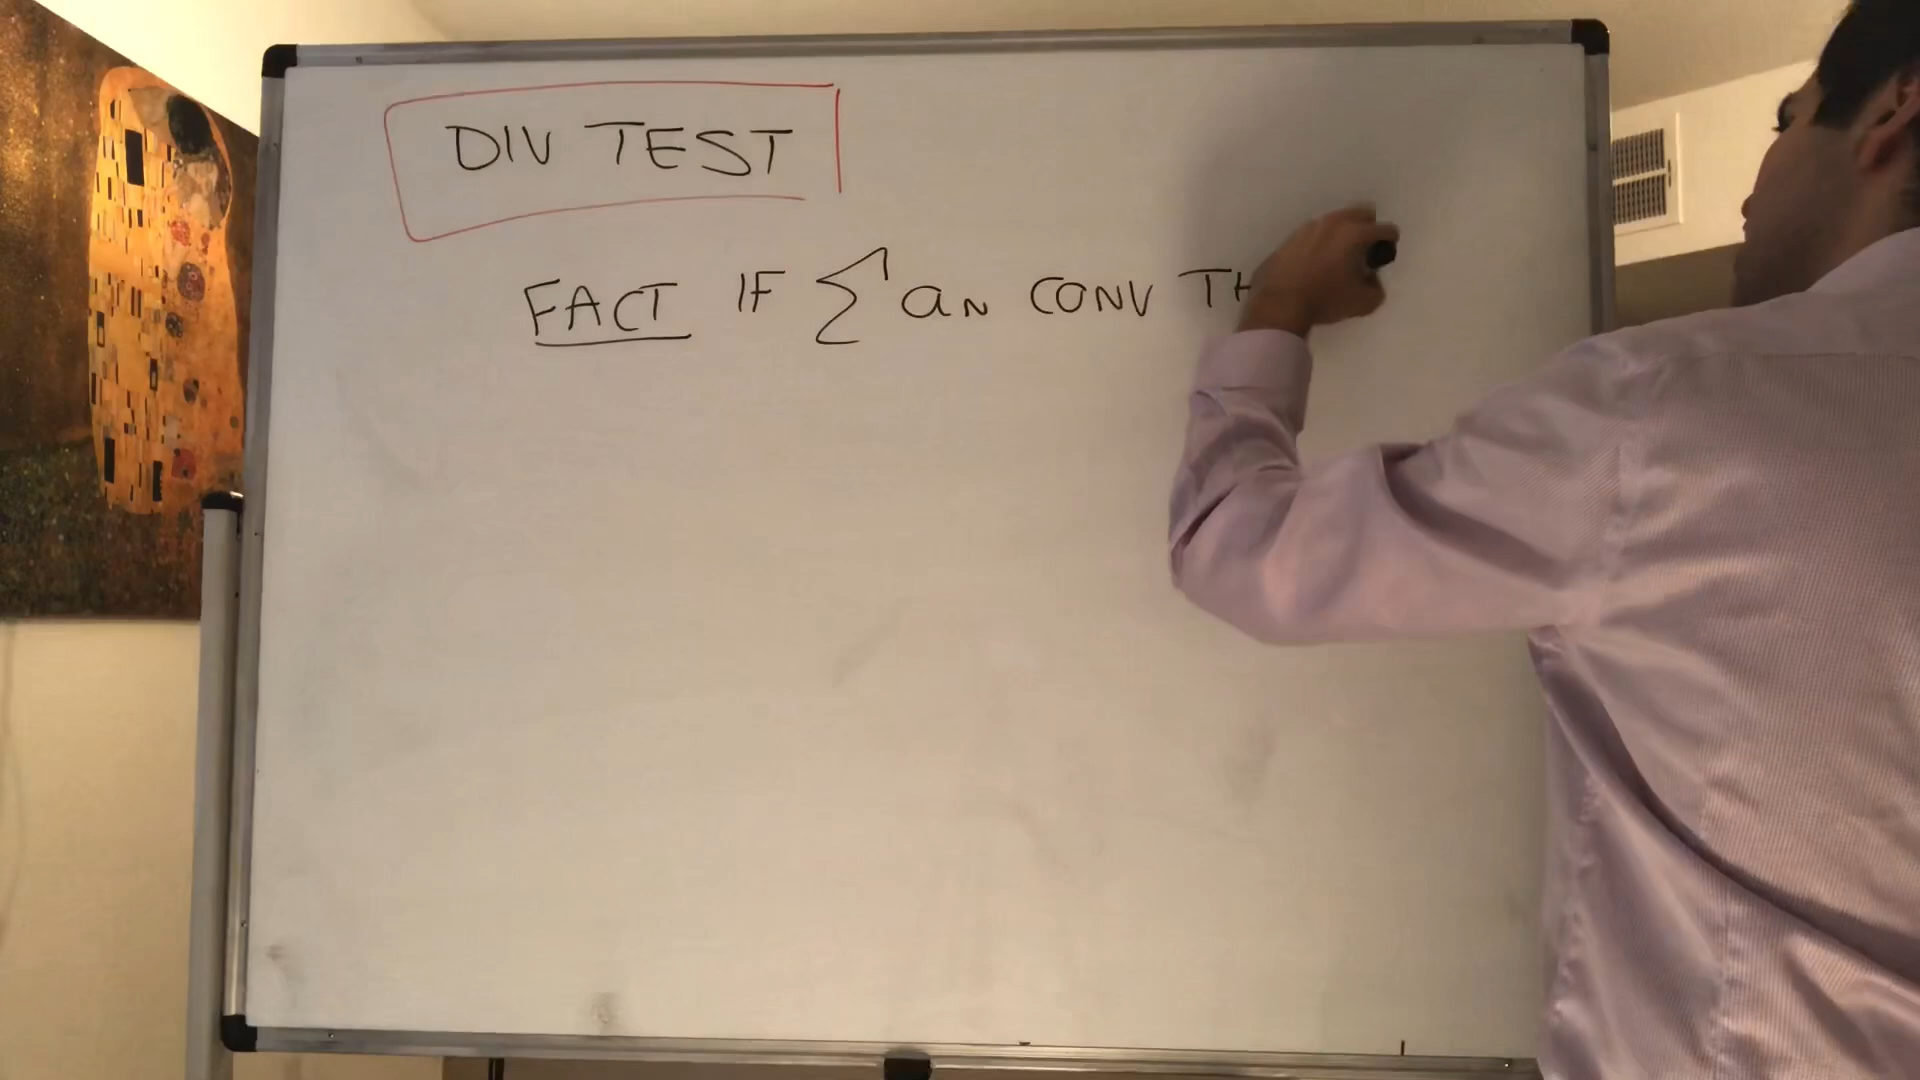 DIV TEST
FACT IF ∑ an CONV TH